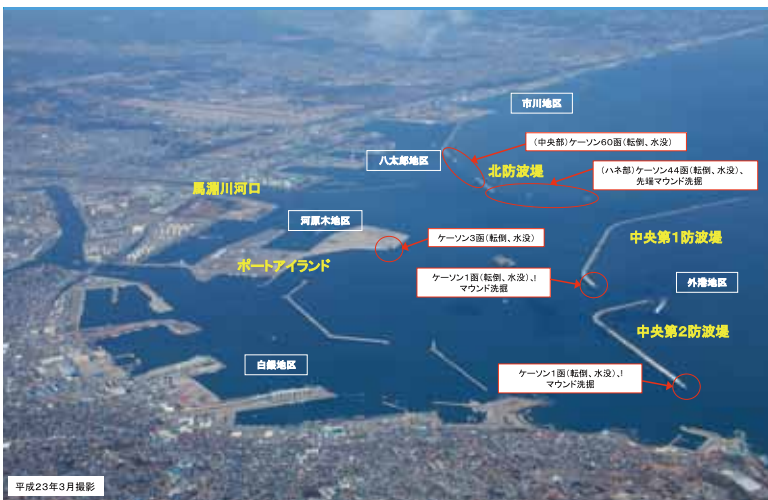 市川地区
(中央部)ケーソン60函(転倒、水没)
八太郎地区
北防波堤
(ハネ部)ケーソン44函(転倒、水没)、
先端マウンド洗掘
馬淵川河口
河原木地区
ケーソン3函(転倒、水没)
中央第1防波堤
ポートアイランド
ケーソン1函(転倒、水没)、!
マウンド洗掘
外港地区
中央第2防波堤
白銀地区
ケーソン1函(転倒、水没)、!
マウンド洗掘
平成23年3月撮影